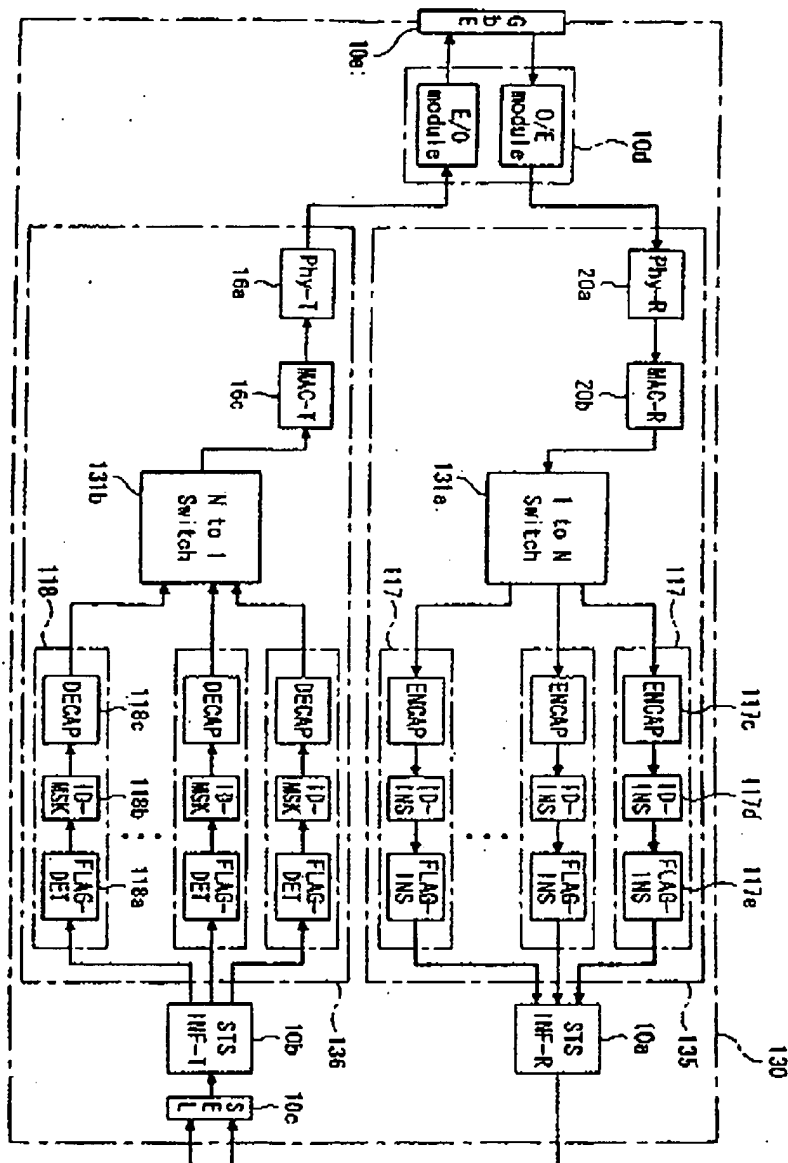 130
135
10a
STS
INF-R
117e
FLAG-
INS
117d
ID-
INS
117c
ENCAP
117
FLAG-
INS
ID-
INS
ENCAP
...
FLAG-
INS
ID-
INS
ENCAP
117
1 to N
Switch
131a
MAC-R
20b
Phy-R
20a
10d
O/E
module
E/O
module
GbE
10e
136
10b
STS
INF-T
10c
SEL
FLAG-
DET
ID-
MSK
DECAP
FLAG-
DET
ID-
MSK
DECAP
...
FLAG-
DET
118a
ID-
MSK
118b
DECAP
118c
118
N to 1
Switch
131b
MAC-T
16c
Phy-T
16a